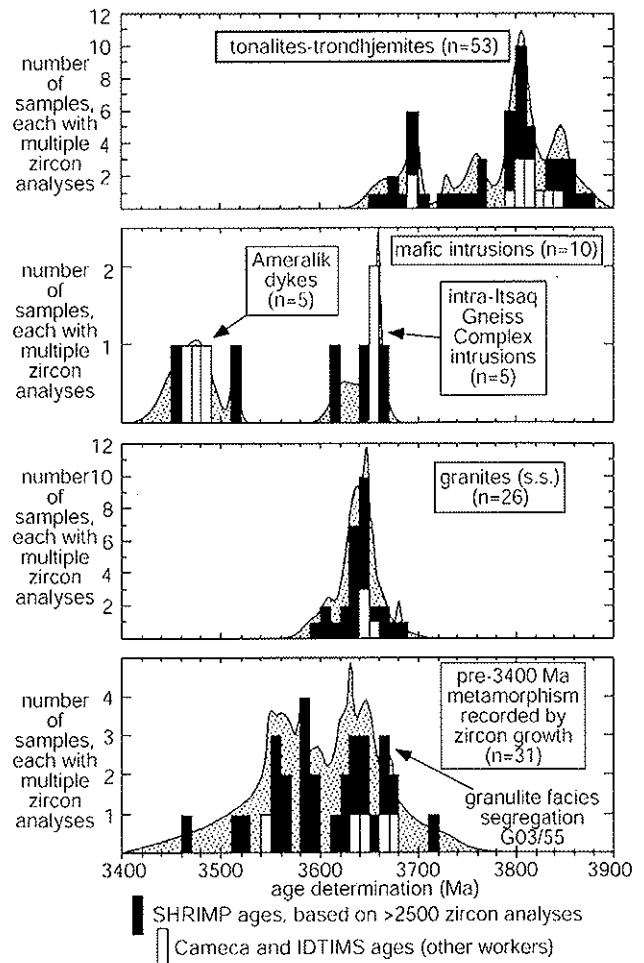 12
10
8
6
4
2
number
of
samples,
each with
multiple
zircon
analyses
tonalites-trondhjemites (n=53)
2
1
number
of
samples,
each with
multiple
zircon
analyses
Ameralik
dykes
(n=5)
mafic intrusions (n=10)
intra-Itsaq
Gneiss
Complex
intrusions
(n=5)
12
10
8
6
4
2
number
of
samples,
each with
multiple
zircon
analyses
granites (s.s.)
(n=26)
4
3
2
1
number
of
samples,
each with
multiple
zircon
analyses
pre-3400 Ma
metamorphism
recorded by
zircon growth
(n=31)
granulite facies
segregation
G03/55
3400 3500 3600 3700 3800 3900
age determination (Ma)
SHRIMP ages, based on >2500 zircon analyses
Cameca and IDTIMS ages (other workers)